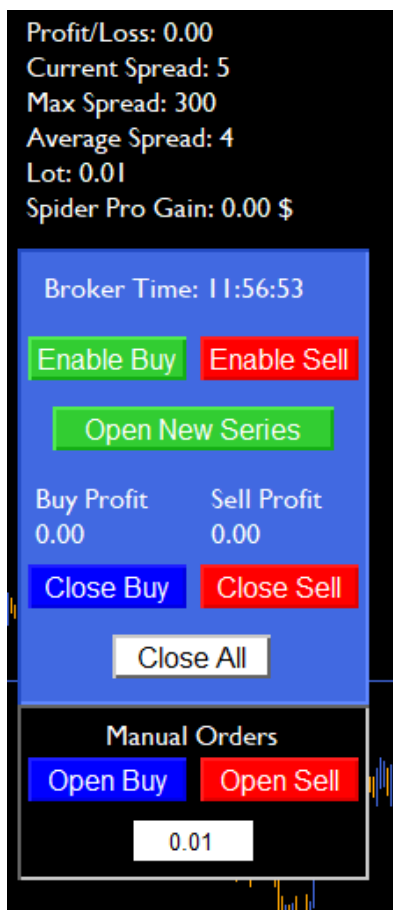 Profit/Loss: 0.00
Current Spread: 5
Max Spread: 300
Average Spread: 4
Lot: 0.01
Spider Pro Gain: 0.00 $
Broker Time: 11:56:53
Enable Buy Enable Sell
Open New Series
Buy Profit Sell Profit
0.00 0.00
Close Buy Close Sell
Close All
Manual Orders
Open Buy Open Sell
0.01